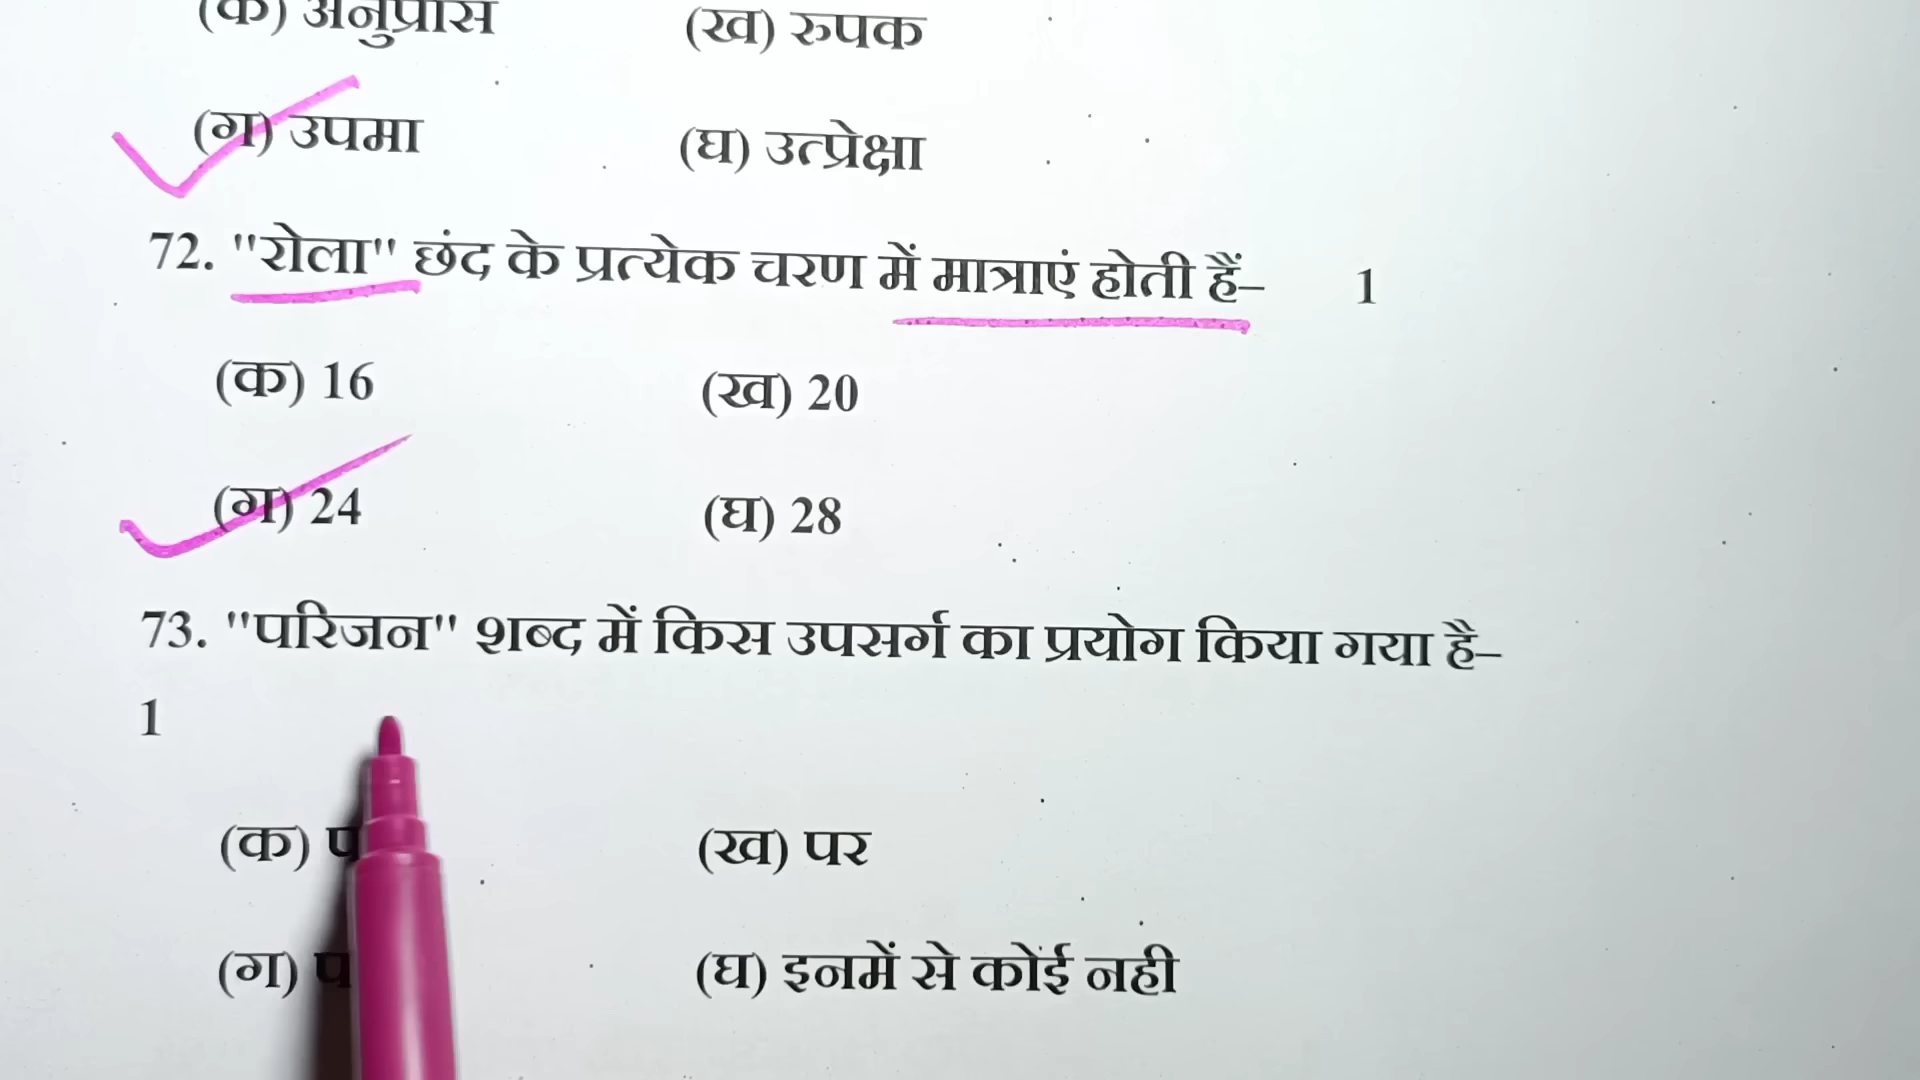 (क) अनुप्रास (ख) रुपक
(ग) उपमा (घ) उत्प्रेक्षा
72. "रोला" छंद के प्रत्येक चरण में मात्राएं होती हैं– 1
(क) 16 (ख) 20
(ग) 24 (घ) 28
73. "परिजन" शब्द में किस उपसर्ग का प्रयोग किया गया है–
1
(क) (ख) पर
(ग) (घ) इनमें से कोई नही